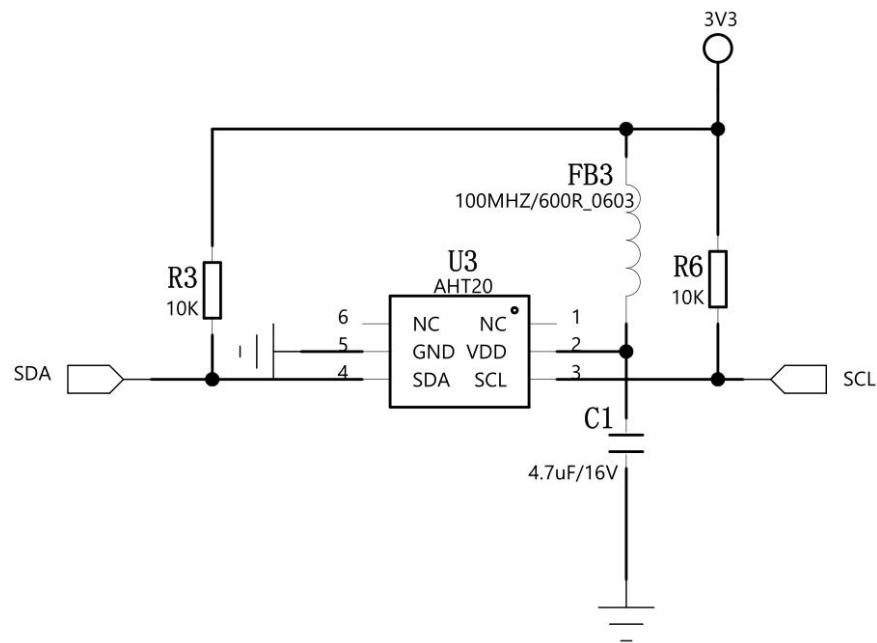 3V3
FB3
100MHZ/600R_0603
R3
10K
U3
AHT20
R6
10K
6 NC NC 1
5 GND VDD 2
4 SDA SCL 3
SDA
SCL
C1
4.7uF/16V